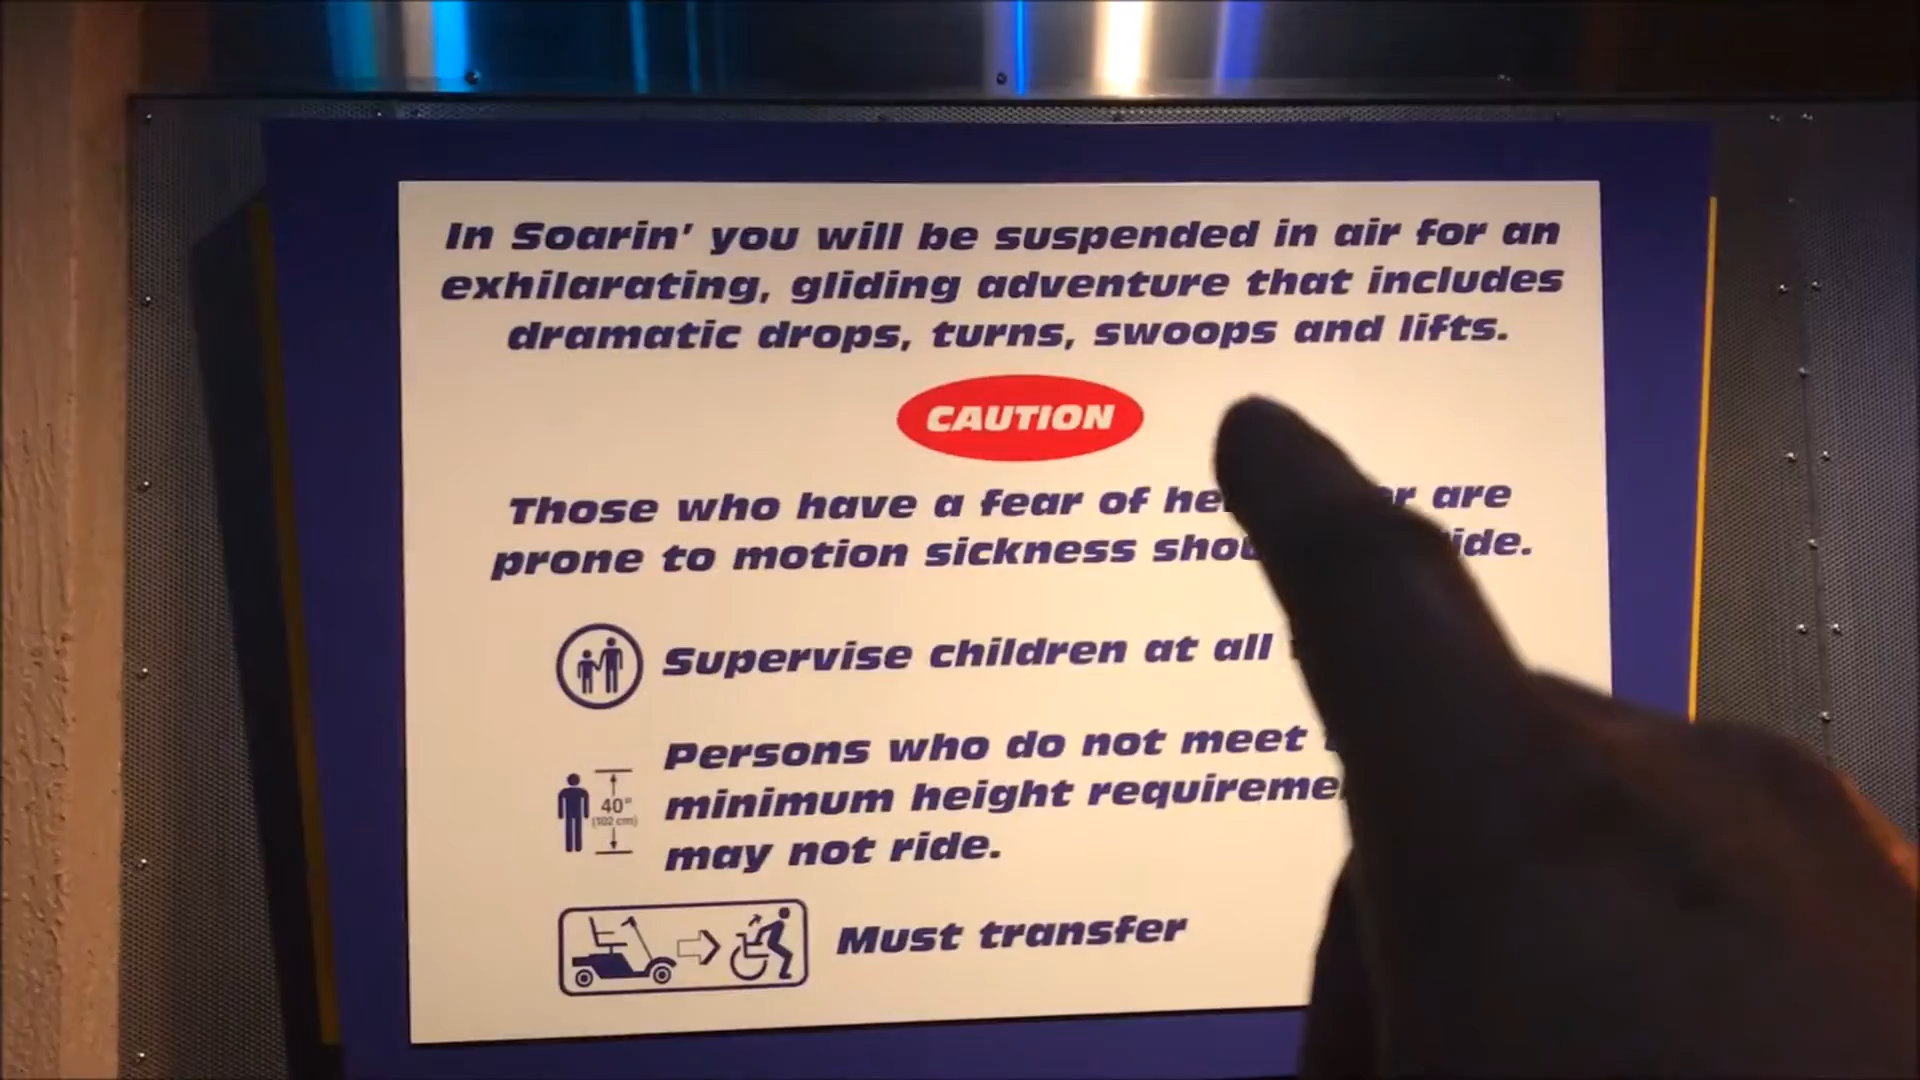 In Soarin' you will be suspended in air for an
exhilarating, gliding adventure that includes
dramatic drops, turns, swoops and lifts.
CAUTION
Those who have a fear of are
prone to motion sickness
Supervise children at all
Persons who do not meet
minimum height
40"
(102 cm)
may not ride.
Must transfer